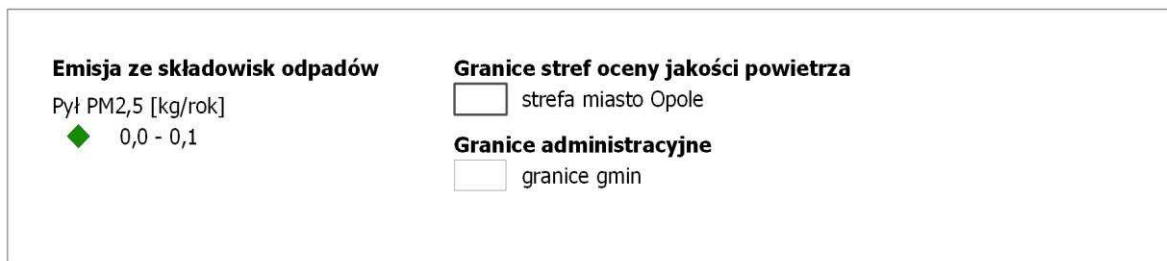 Emisja ze składowisk odpadów
Pył PM2,5 [kg/rok]
0,0 - 0,1
Granice stref oceny jakości powietrza
strefa miasto Opole
Granice administracyjne
granice gmin